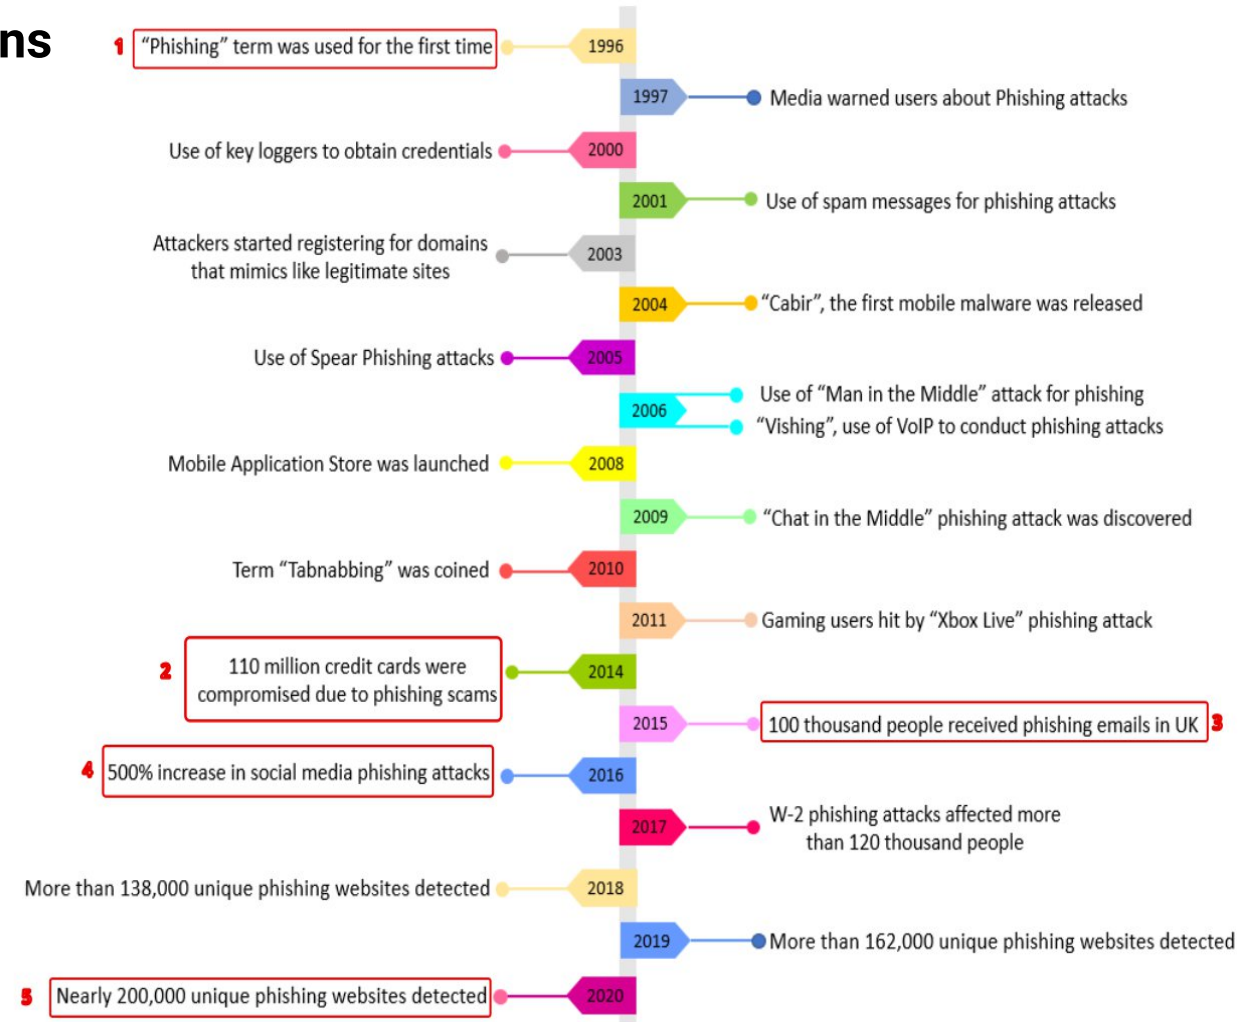 ns
1 “Phishing” term was used for the first time 1996
1997 Media warned users about Phishing attacks
Use of key loggers to obtain credentials 2000
2001 Use of spam messages for phishing attacks
Attackers started registering for domains
that mimics like legitimate sites
2003
2004 “Cabir”, the first mobile malware was released
Use of Spear Phishing attacks 2005
2006
Use of “Man in the Middle” attack for phishing
“Vishing”, use of VoIP to conduct phishing attacks
Mobile Application Store was launched 2008
2009 “Chat in the Middle” phishing attack was discovered
Term “Tabnabbing” was coined 2010
2011 Gaming users hit by “Xbox Live” phishing attack
2
110 million credit cards were
compromised due to phishing scams
2014
2015 100 thousand people received phishing emails in UK 3
4 500% increase in social media phishing attacks 2016
2017
W-2 phishing attacks affected more
than 120 thousand people
More than 138,000 unique phishing websites detected 2018
2019 More than 162,000 unique phishing websites detected
5 Nearly 200,000 unique phishing websites detected 2020